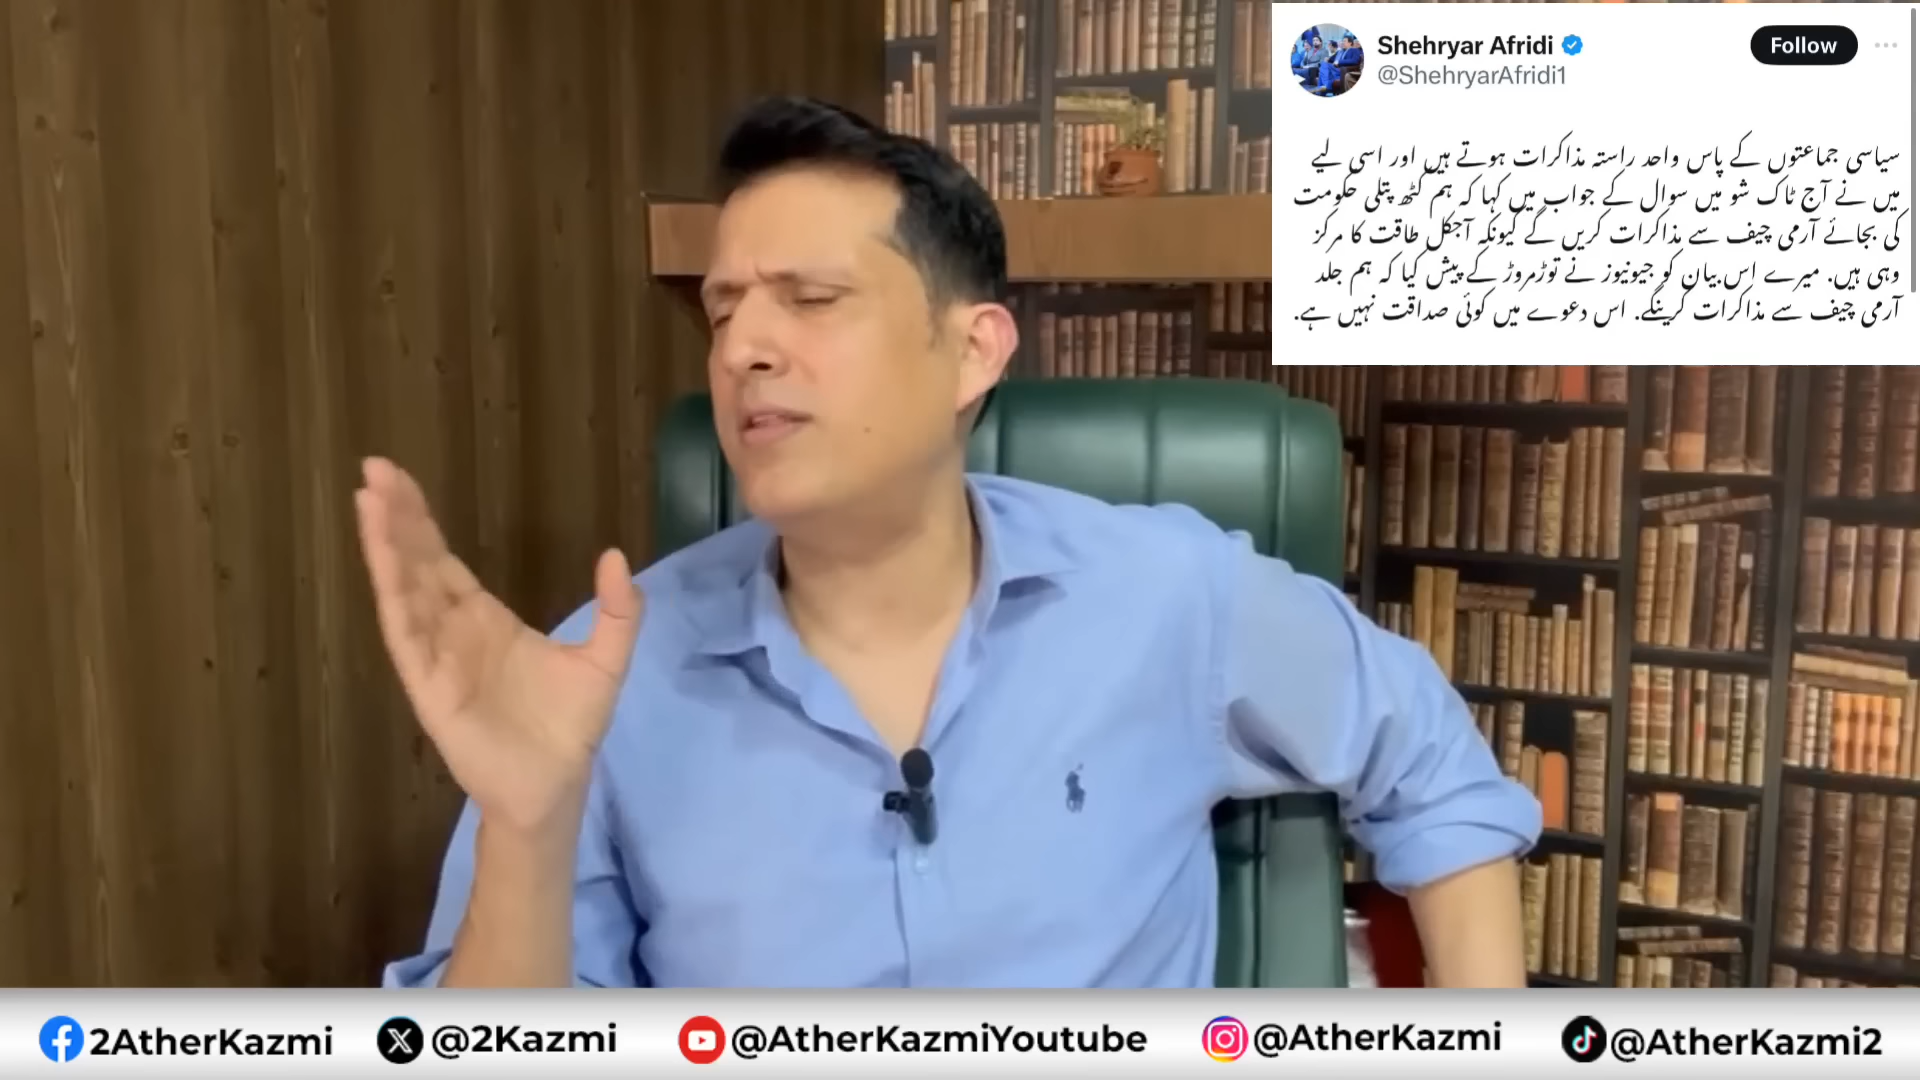 Shehryar Afridi
@ShehryarAfridi1
Follow
سیاسی جماعتوں کے پاس واحد راستہ مذاکرات ہوتے ہیں اور اسی لیے
میں نے آج ٹاک شو میں سوال کے جواب میں کہا کہ ہم کٹھ پتلی حکومت
کی بجائے آرمی چیف سے مذاکرات کریں گے کیونکہ آجکل طاقت کا مرکز
وہی ہیں. میرے اس بیان کو جیونیوز نے توڑمروڑ کے پیش کیا کہ ہم جلد
آرمی چیف سے مذاکرات کرینگے. اس دعوے میں کوئی صداقت نہیں ہے.
2AtherKazmi
@2Kazmi
@AtherKazmiYoutube
@AtherKazmi
@AtherKazmi2